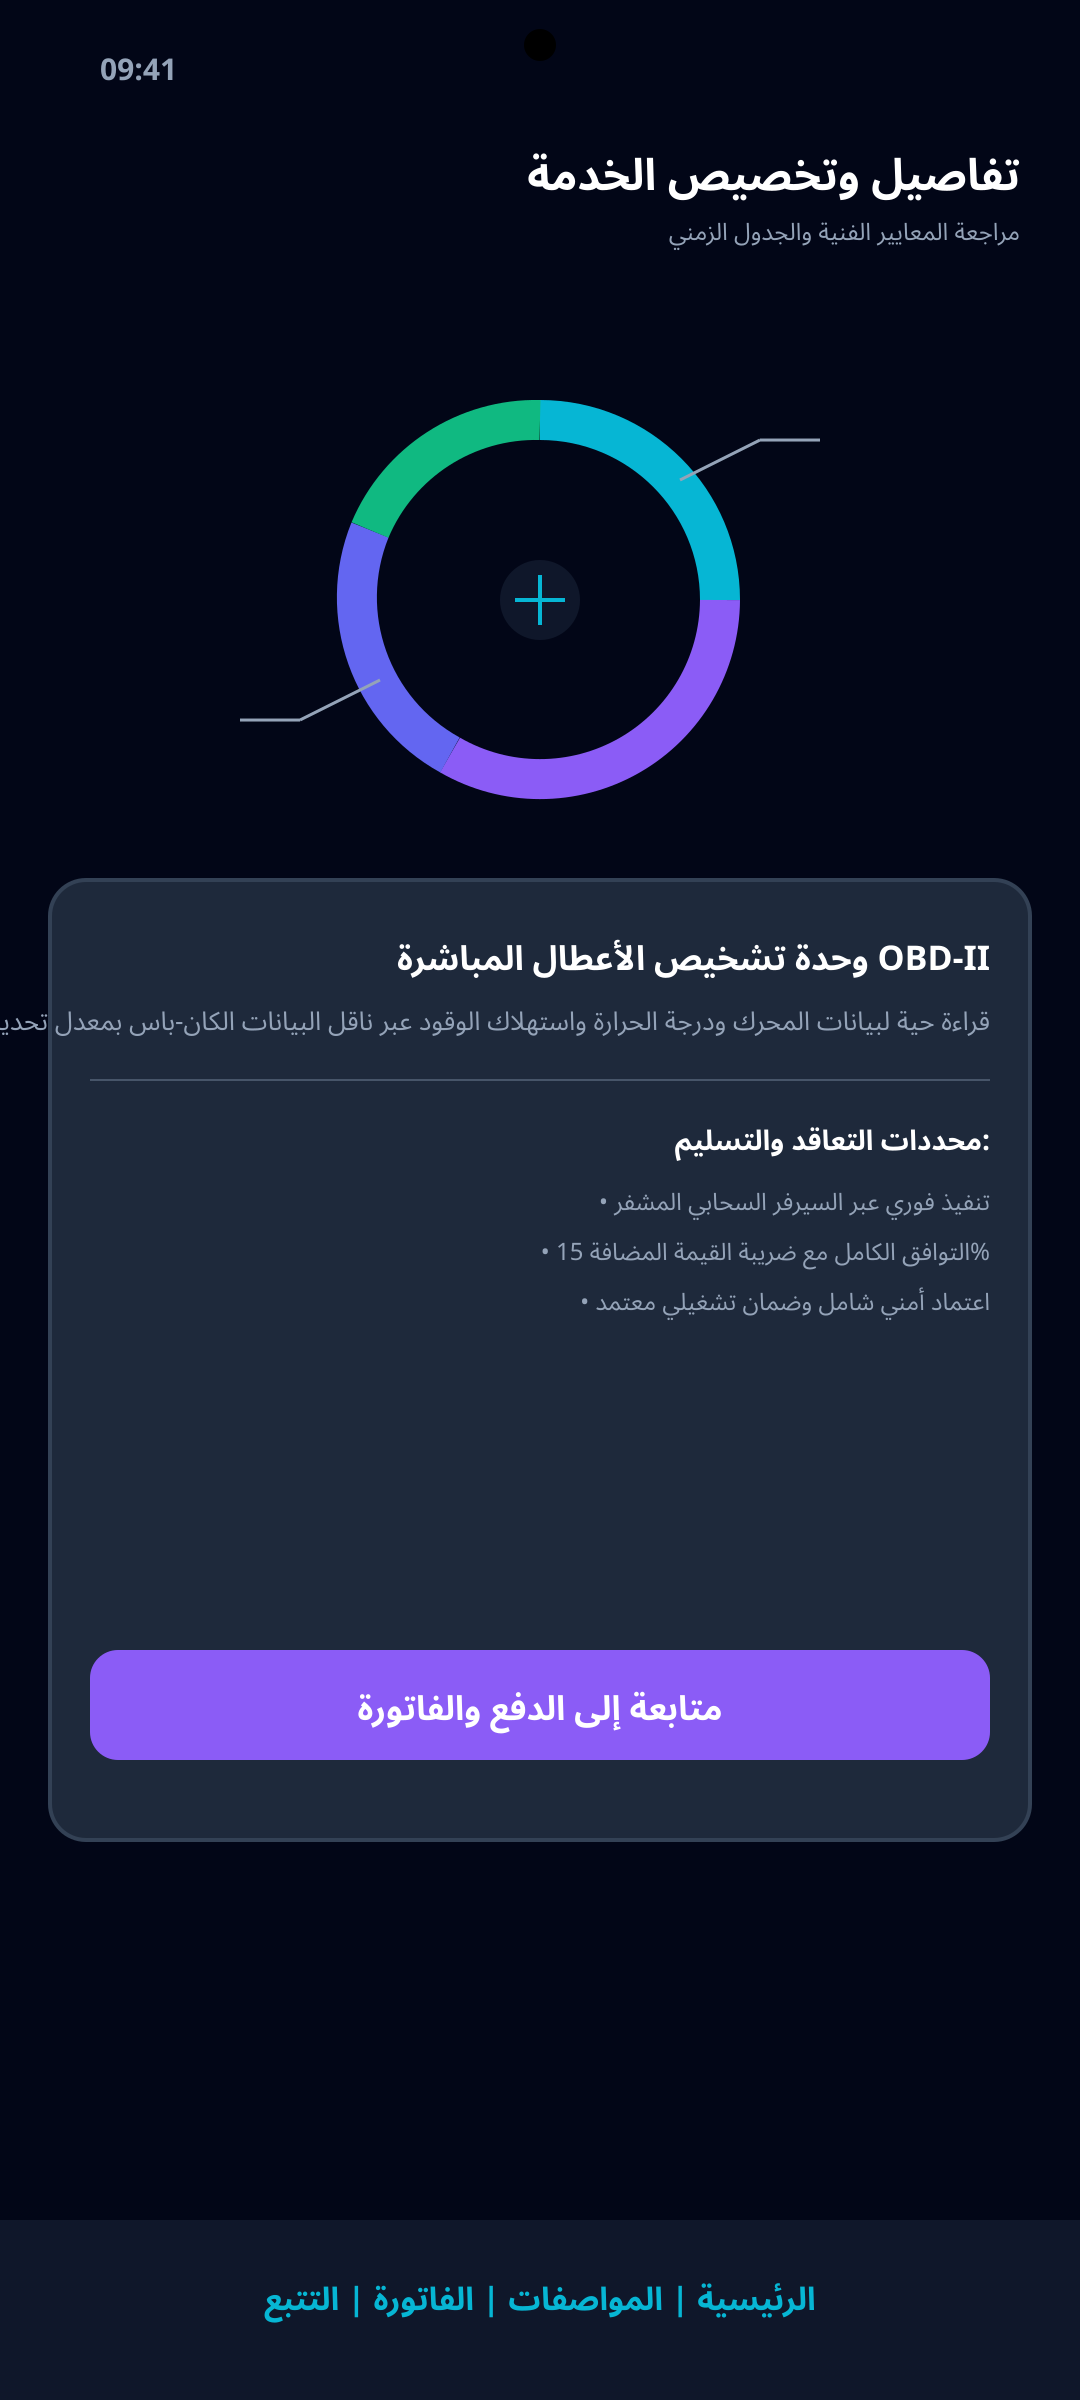 09:41
تفاصيل وتخصيص الخدمة
مراجعة المعايير الفنية والجدول الزمني
OBD-II وحدة تشخيص الأعطال المباشرة
قراءة حية لبيانات المحرك ودرجة الحرارة واستهلاك الوقود عبر ناقل البيانات الكان-باس بمعدل
محددات التعاقد والتسليم:
تنفيذ فوري عبر السيرفر السحابي المشفر •
%التوافق الكامل مع ضريبة القيمة المضافة 15 •
اعتماد أمني شامل وضمان تشغيلي معتمد •
متابعة إلى الدفع والفاتورة
الرئيسية | المواصفات | الفاتورة | التتبع